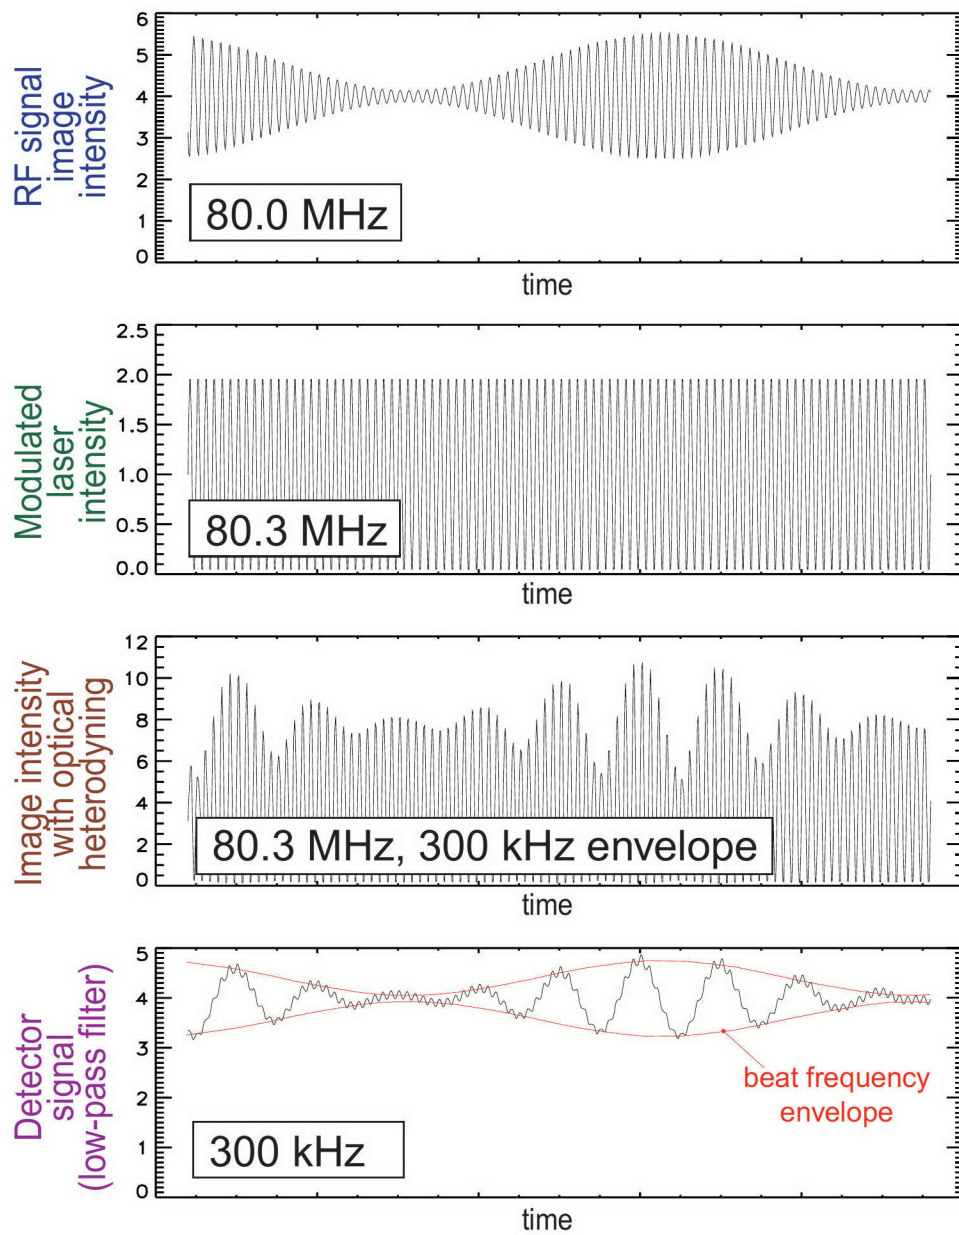 RF signal
image
intensity
6
5
4
3
2
1
0
80.0 MHz
time
Modulated
laser
intensity
2.5
2.0
1.5
1.0
0.5
0.0
80.3 MHz
time
Image intensity
with optical
heterodyning
12
10
8
6
4
2
0
80.3 MHz, 300 kHz envelope
time
Detector
signal
(low-pass filter)
5
4
3
2
1
0
beat frequency
envelope
300 kHz
time